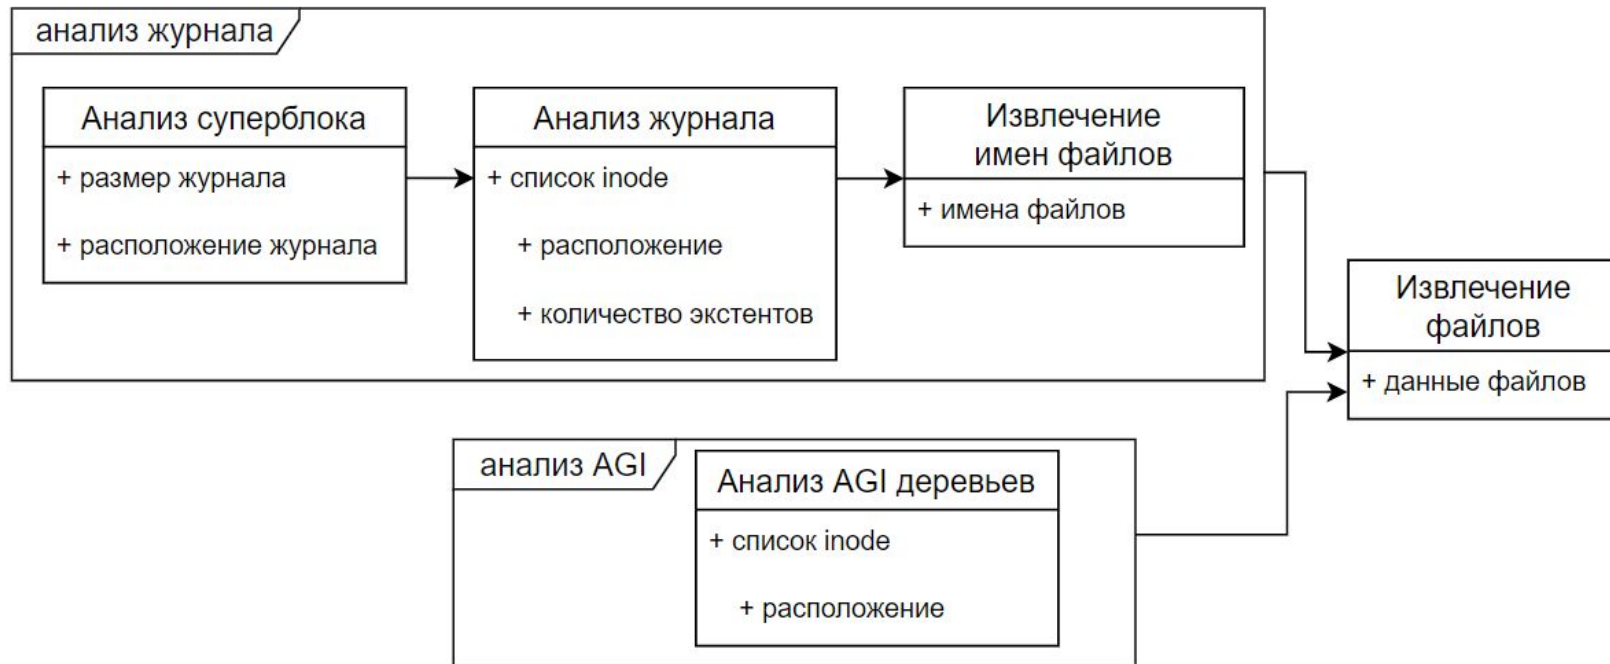 анализ журнала
Анализ суперблока
+ размер журнала
+ расположение журнала
Анализ журнала
+ список inode
+ расположение
+ количество экстентов
Извлечение
имен файлов
+ имена файлов
Извлечение
файлов
+ данные файлов
анализ AGI
Анализ AGI деревьев
+ список inode
+ расположение